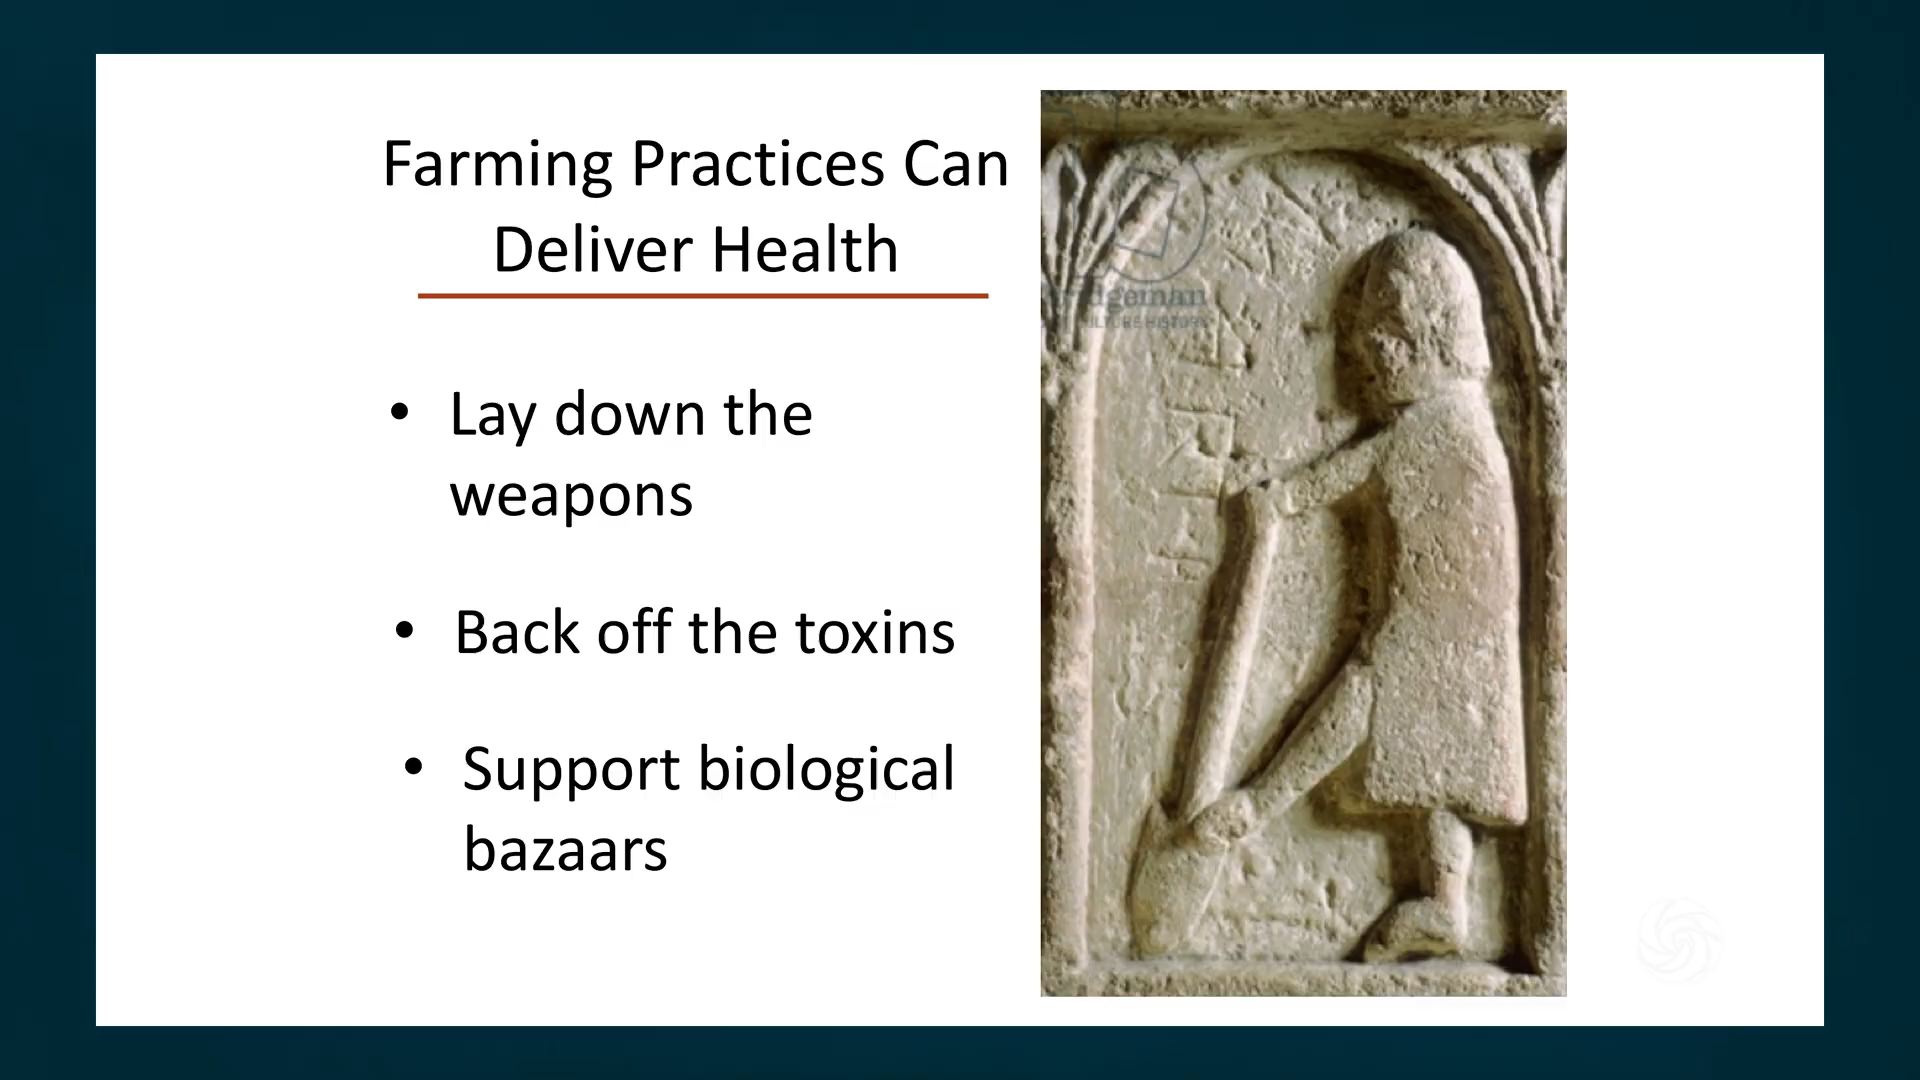 Farming Practices Can
Deliver Health
• Lay down the
weapons
• Back off the toxins
• Support biological
bazaars